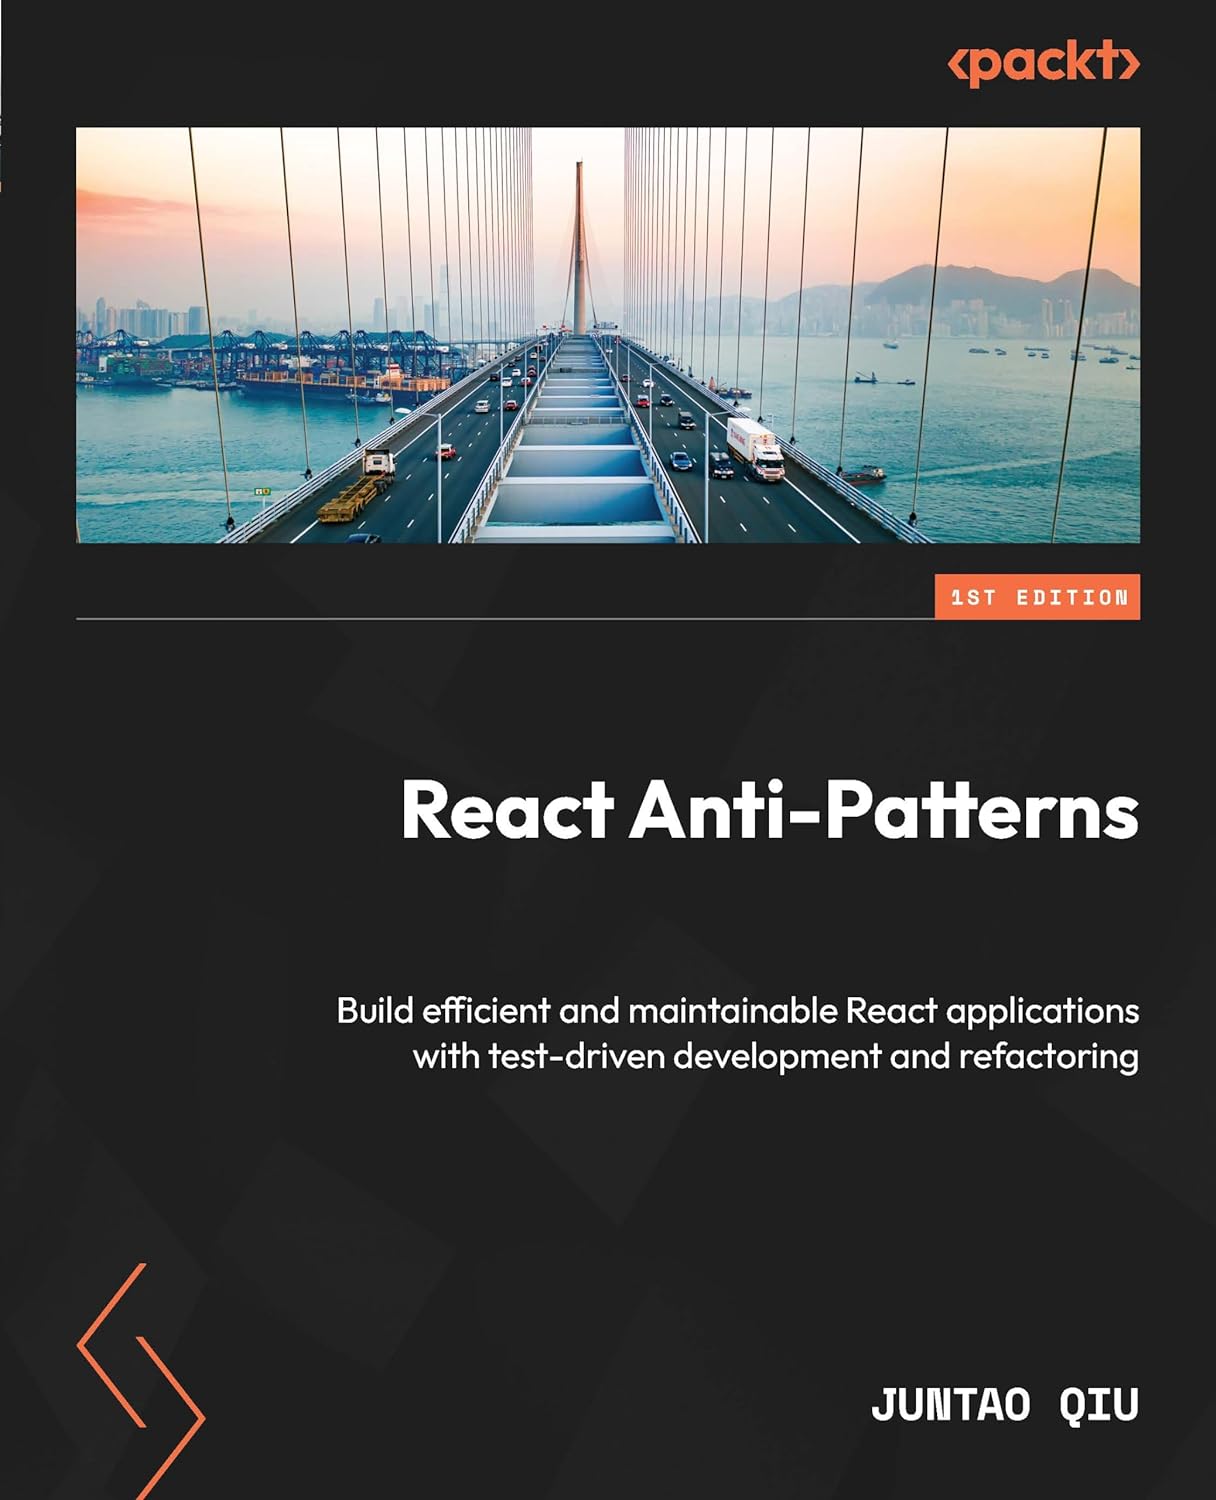 <packt>
1ST EDITION
React Anti-Patterns
Build efficient and maintainable React applications
with test-driven development and refactoring
JUNTAO QIU